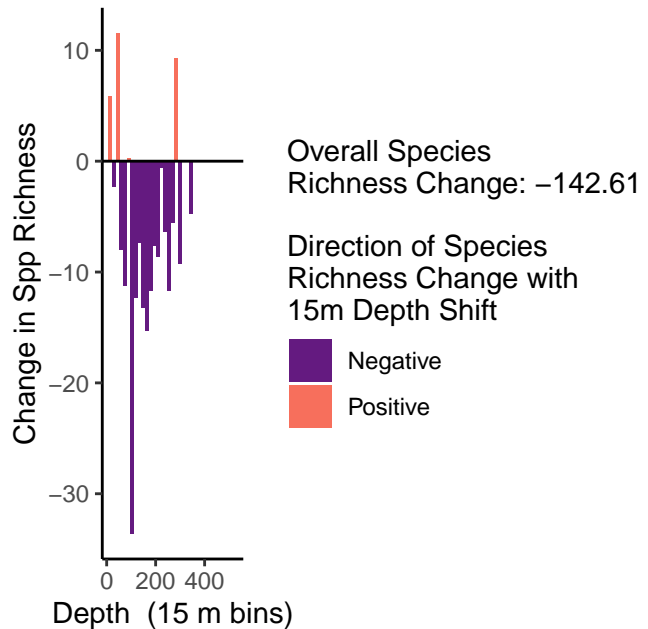 10
0
−10
−20
−30
Change in Spp Richness
0 200 400
Depth  (15 m bins)
Overall Species
Richness Change: −142.61
Direction of Species
Richness Change with
15m Depth Shift
Negative
Positive